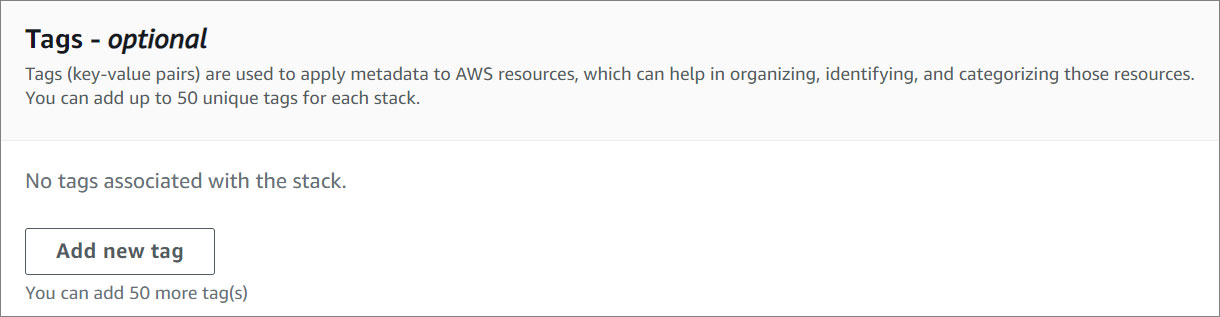 Tags - optional
Tags (key-value pairs) are used to apply metadata to AWS resources, which can help in organizing, identifying, and categorizing those resources.
You can add up to 50 unique tags for each stack.
No tags associated with the stack.
Add new tag
You can add 50 more tag(s)